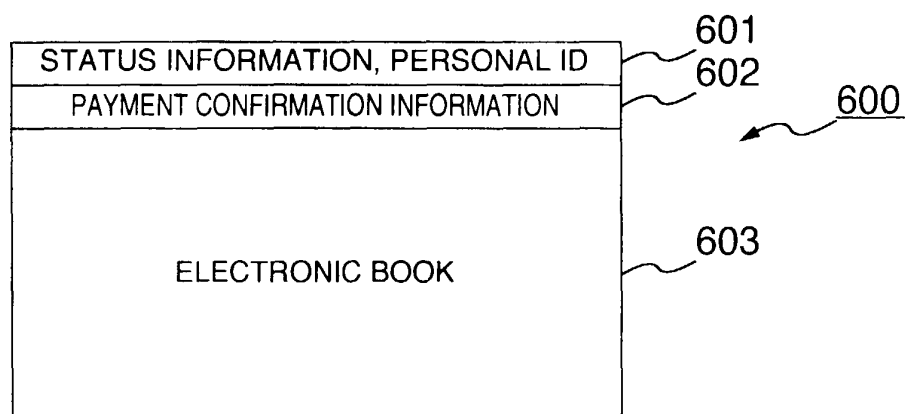 STATUS INFORMATION, PERSONAL ID 601
PAYMENT CONFIRMATION INFORMATION 602
600
ELECTRONIC BOOK 603